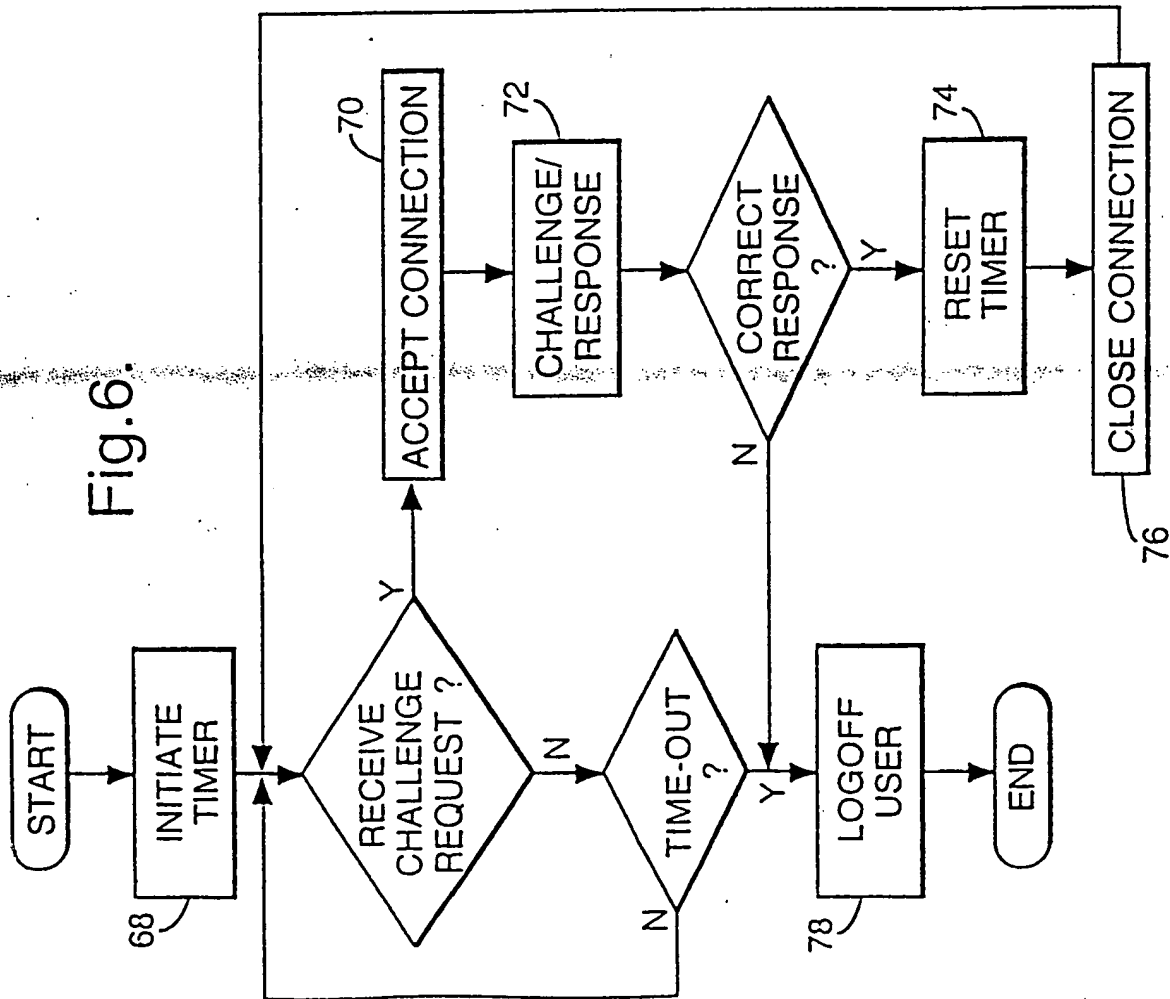 Fig.6.
START
INITIATE
TIMER
68
RECEIVE
CHALLENGE
REQUEST ?
Y
N
TIME-OUT
?
N
Y
LOGOFF
USER
78
END
ACCEPT CONNECTION
70
CHALLENGE/
RESPONSE
72
CORRECT
RESPONSE
?
N
Y
RESET
TIMER
74
CLOSE CONNECTION
76